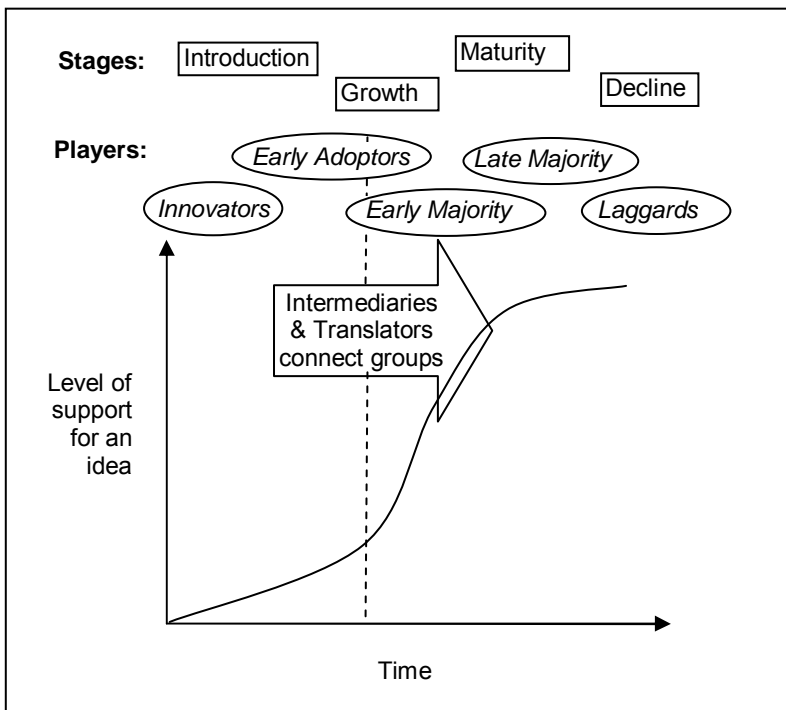 Stages:
Introduction
Growth
Maturity
Decline
Players:
Innovators
Early Adoptors
Early Majority
Late Majority
Laggards
Intermediaries
& Translators
connect groups
Level of
support
for an
idea
Time